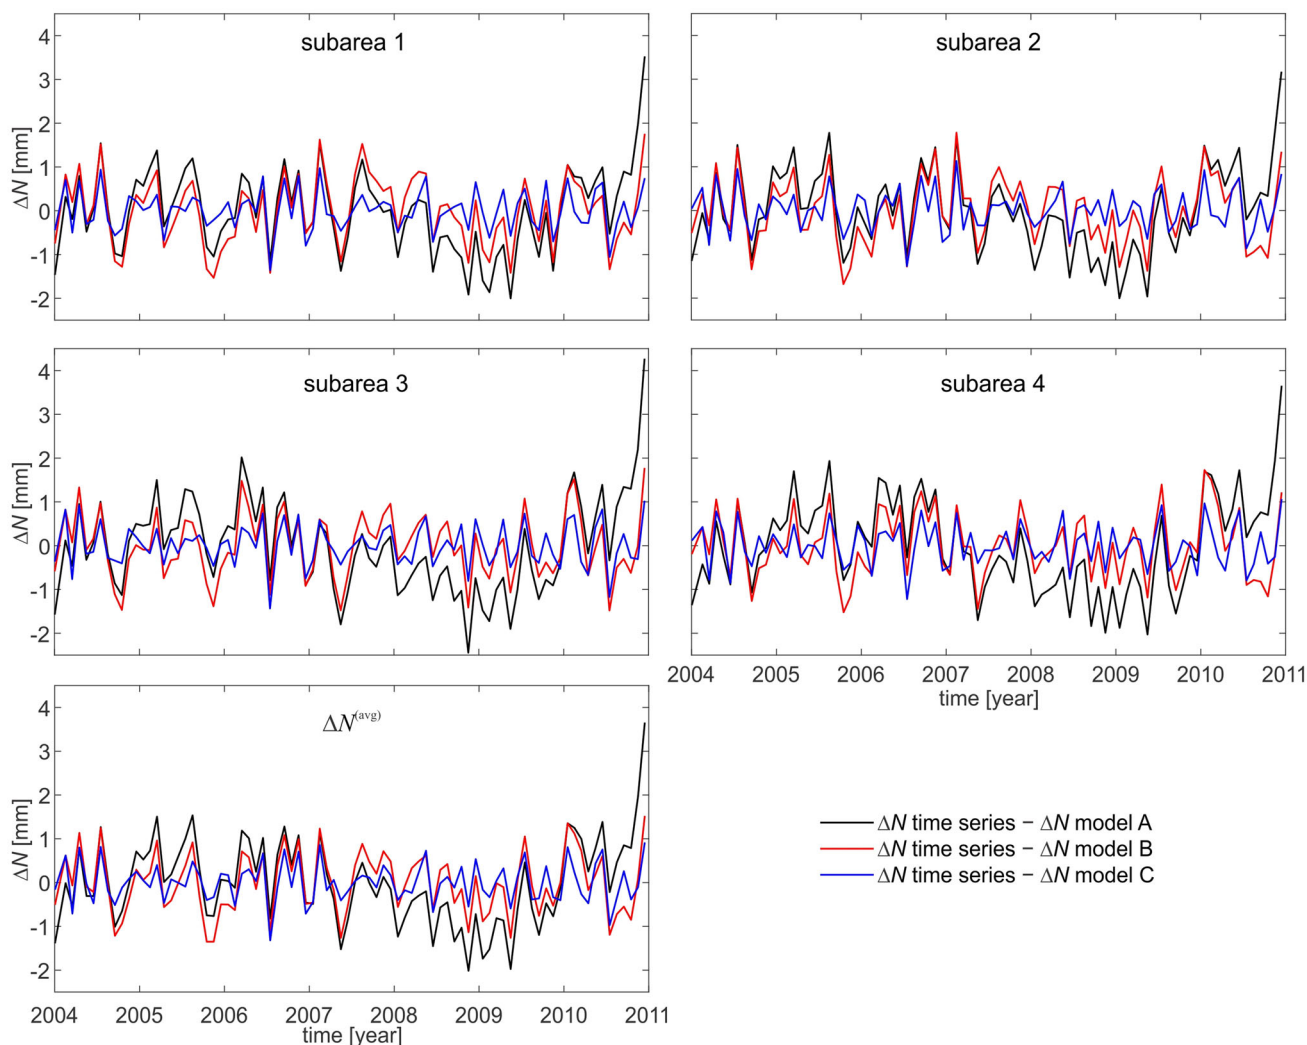 subarea 1
4
3
2
1
0
-1
-2
ΔN [mm]
subarea 2
subarea 3
4
3
2
1
0
-1
-2
ΔN [mm]
subarea 4
2004 2005 2006 2007 2008 2009 2010 2011
time [year]
ΔN(avg)
4
3
2
1
0
-1
-2
ΔN [mm]
2004 2005 2006 2007 2008 2009 2010 2011
time [year]
ΔN time series − ΔN model A
ΔN time series − ΔN model B
ΔN time series − ΔN model C